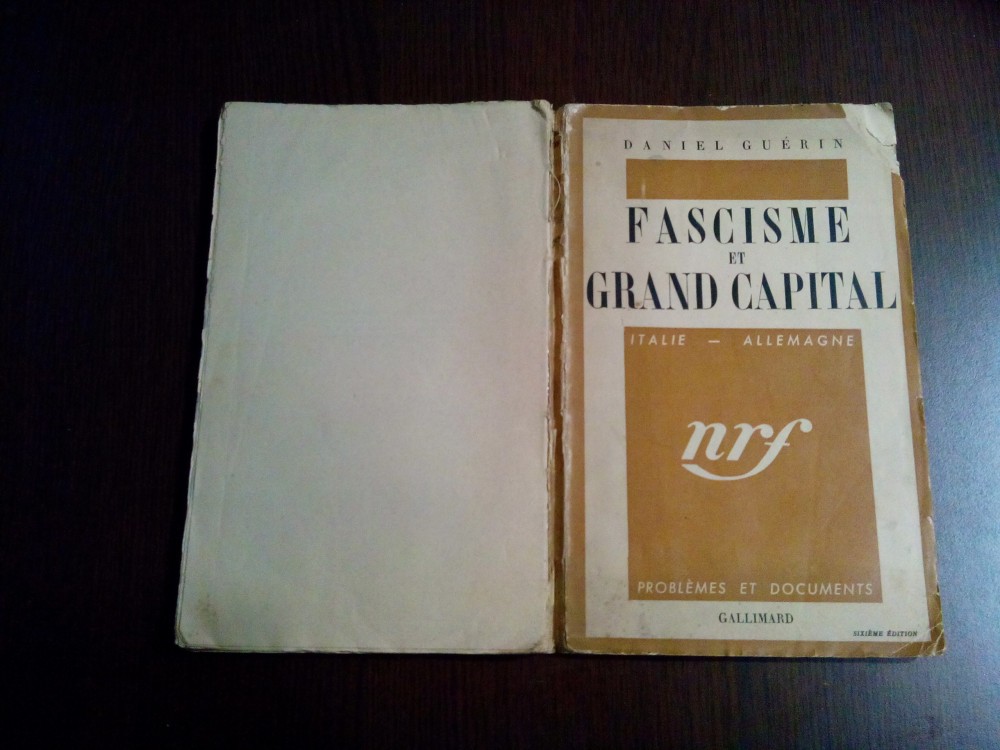 DANIEL GUÉRIN
FASCISME
ET
GRAND CAPITAL
ITALIE — ALLEMAGNE
nrf
PROBLÈMES ET DOCUMENTS
GALLIMARD
SIXIÈME ÉDITION